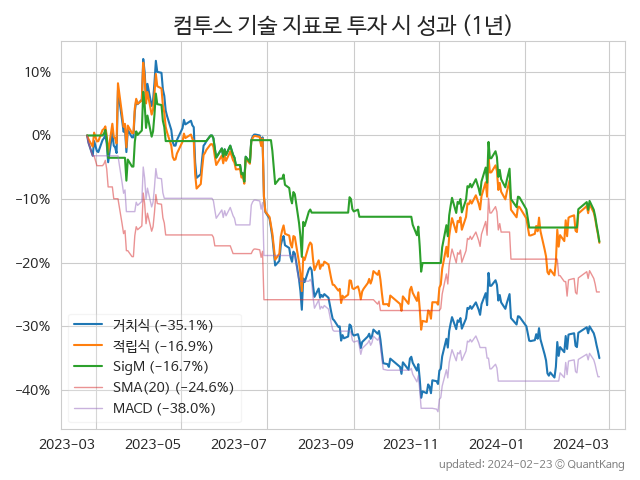 컴투스 기술 지표로 투자 시 성과 (1년)
10%
0%
−10%
−20%
−30%
−40%
거치식 (−35.1%)
적립식 (−16.9%)
SigM (−16.7%)
SMA(20) (−24.6%)
MACD (−38.0%)
2023-03 2023-05 2023-07 2023-09 2023-11 2024-01 2024-03
updated: 2024-02-23 ⓒ QuantKang